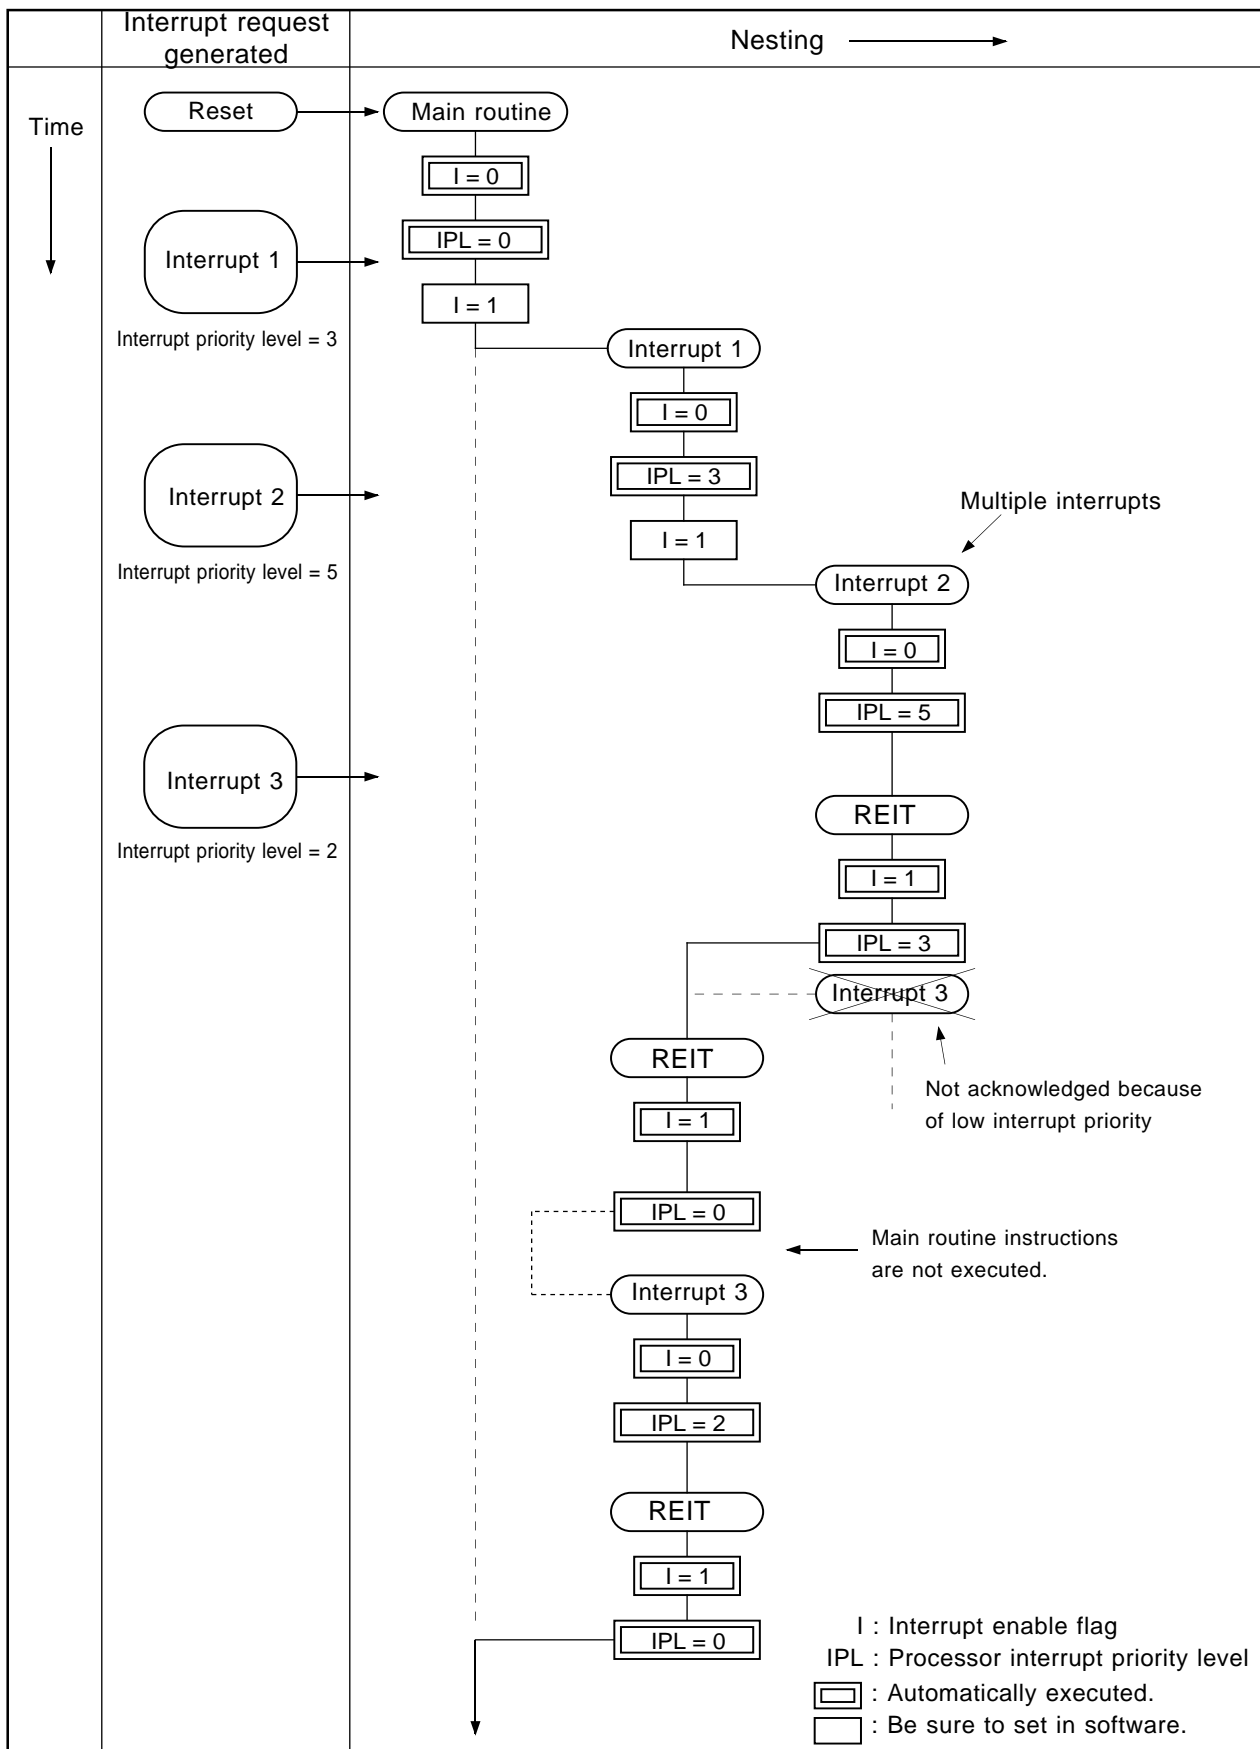 Interrupt request
generated
Nesting
Time
Reset
Main routine
I = 0
IPL = 0
Interrupt 1
I = 1
Interrupt priority level = 3
Interrupt 1
I = 0
IPL = 3
Interrupt 2
Multiple interrupts
I = 1
Interrupt priority level = 5
Interrupt 2
I = 0
IPL = 5
Interrupt 3
REIT
Interrupt priority level = 2
I = 1
IPL = 3
Interrupt 3
REIT
Not acknowledged because
of low interrupt priority
I = 1
IPL = 0
Main routine instructions
are not executed.
Interrupt 3
I = 0
IPL = 2
REIT
I = 1
IPL = 0
I : Interrupt enable flag
IPL : Processor interrupt priority level
: Automatically executed.
: Be sure to set in software.